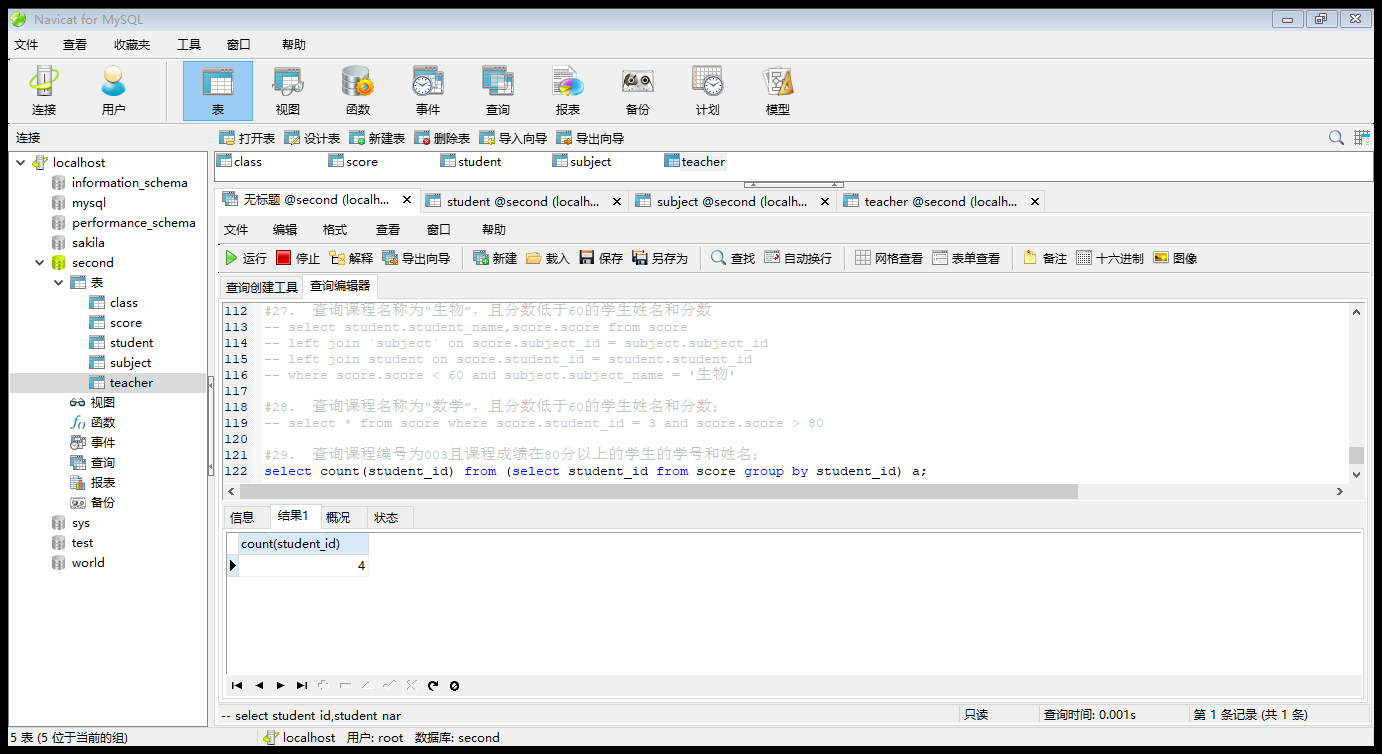 Navicat for MySQL
文件 查看 收藏夹 工具 窗口 帮助
连接 用户 表 视图 函数 事件 查询 报表 备份 计划 模型
连接 打开表 设计表 新建表 删除表 导入向导 导出向导
class score student subject teacher
localhost
information_schema
mysql
performance_schema
sakila
second
表
class
score
student
subject
teacher
视图
函数
事件
查询
报表
备份
sys
test
world
无标题 @second (localh... student @second (localh... subject @second (localh... teacher @second (localh...
文件 编辑 格式 查看 窗口 帮助
运行 停止 解释 导出向导 新建 载入 保存 另存为 查找 自动换行 网格查看 表单查看 备注 十六进制 图像
查询创建工具 查询编辑器
112 #27. 查询课程名称为“生物”，且分数低于60的学生姓名和分数
113 -- select student.student_name,score.score from score
114 -- left join `subject` on score.subject_id = subject.subject_id
115 -- left join student on score.student_id = student.student_id
116 -- where score.score < 60 and subject.subject_name = '生物'
117
118 #28. 查询课程名称为“数学”，且分数低于60的学生姓名和分数；
119 -- select * from score where score.student_id = 3 and score.score > 80
120
121 #29. 查询课程编号为003且课程成绩在80分以上的学生的学号和姓名；
122 select count(student_id) from (select student_id from score group by student_id) a;
信息 结果1 概况 状态
count(student_id)
4
-- select student id,student nar 只读 查询时间: 0.001s 第 1 条记录 (共 1 条)
5 表 (5 位于当前的组) localhost 用户: root 数据库: second